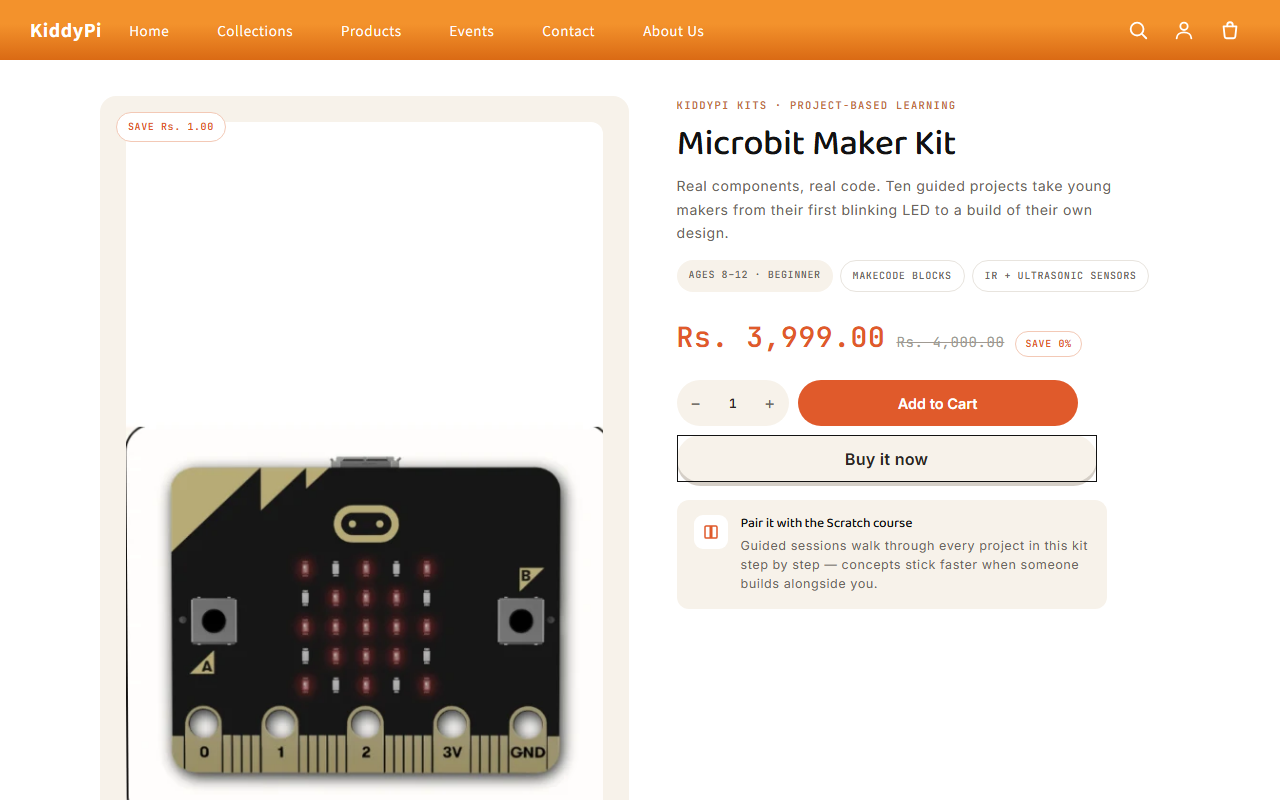 KiddyPi Home Collections Products Events Contact About Us
SAVE Rs. 1.00
B
A
0 1 2 3V GND
KIDDYPI KITS · PROJECT-BASED LEARNING
Microbit Maker Kit
Real components, real code. Ten guided projects take young
makers from their first blinking LED to a build of their own
design.
AGES 8–12 · BEGINNER MAKECODE BLOCKS IR + ULTRASONIC SENSORS
Rs. 3,999.00 Rs. 4,000.00 SAVE 0%
− 1 + Add to Cart
Buy it now
Pair it with the Scratch course
Guided sessions walk through every project in this kit
step by step — concepts stick faster when someone
builds alongside you.